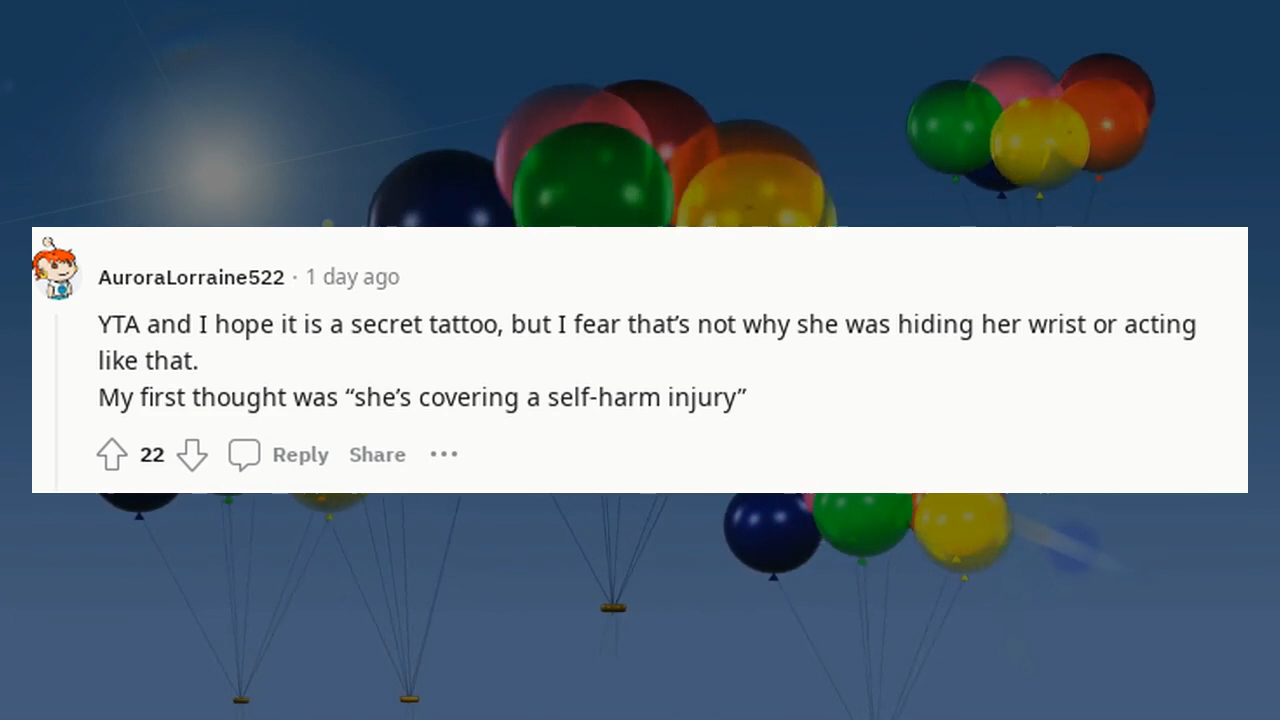 AuroraLorraine522 · 1 day ago
YTA and I hope it is a secret tattoo, but I fear that’s not why she was hiding her wrist or acting
like that.
My first thought was “she’s covering a self-harm injury”
22 Reply Share •••